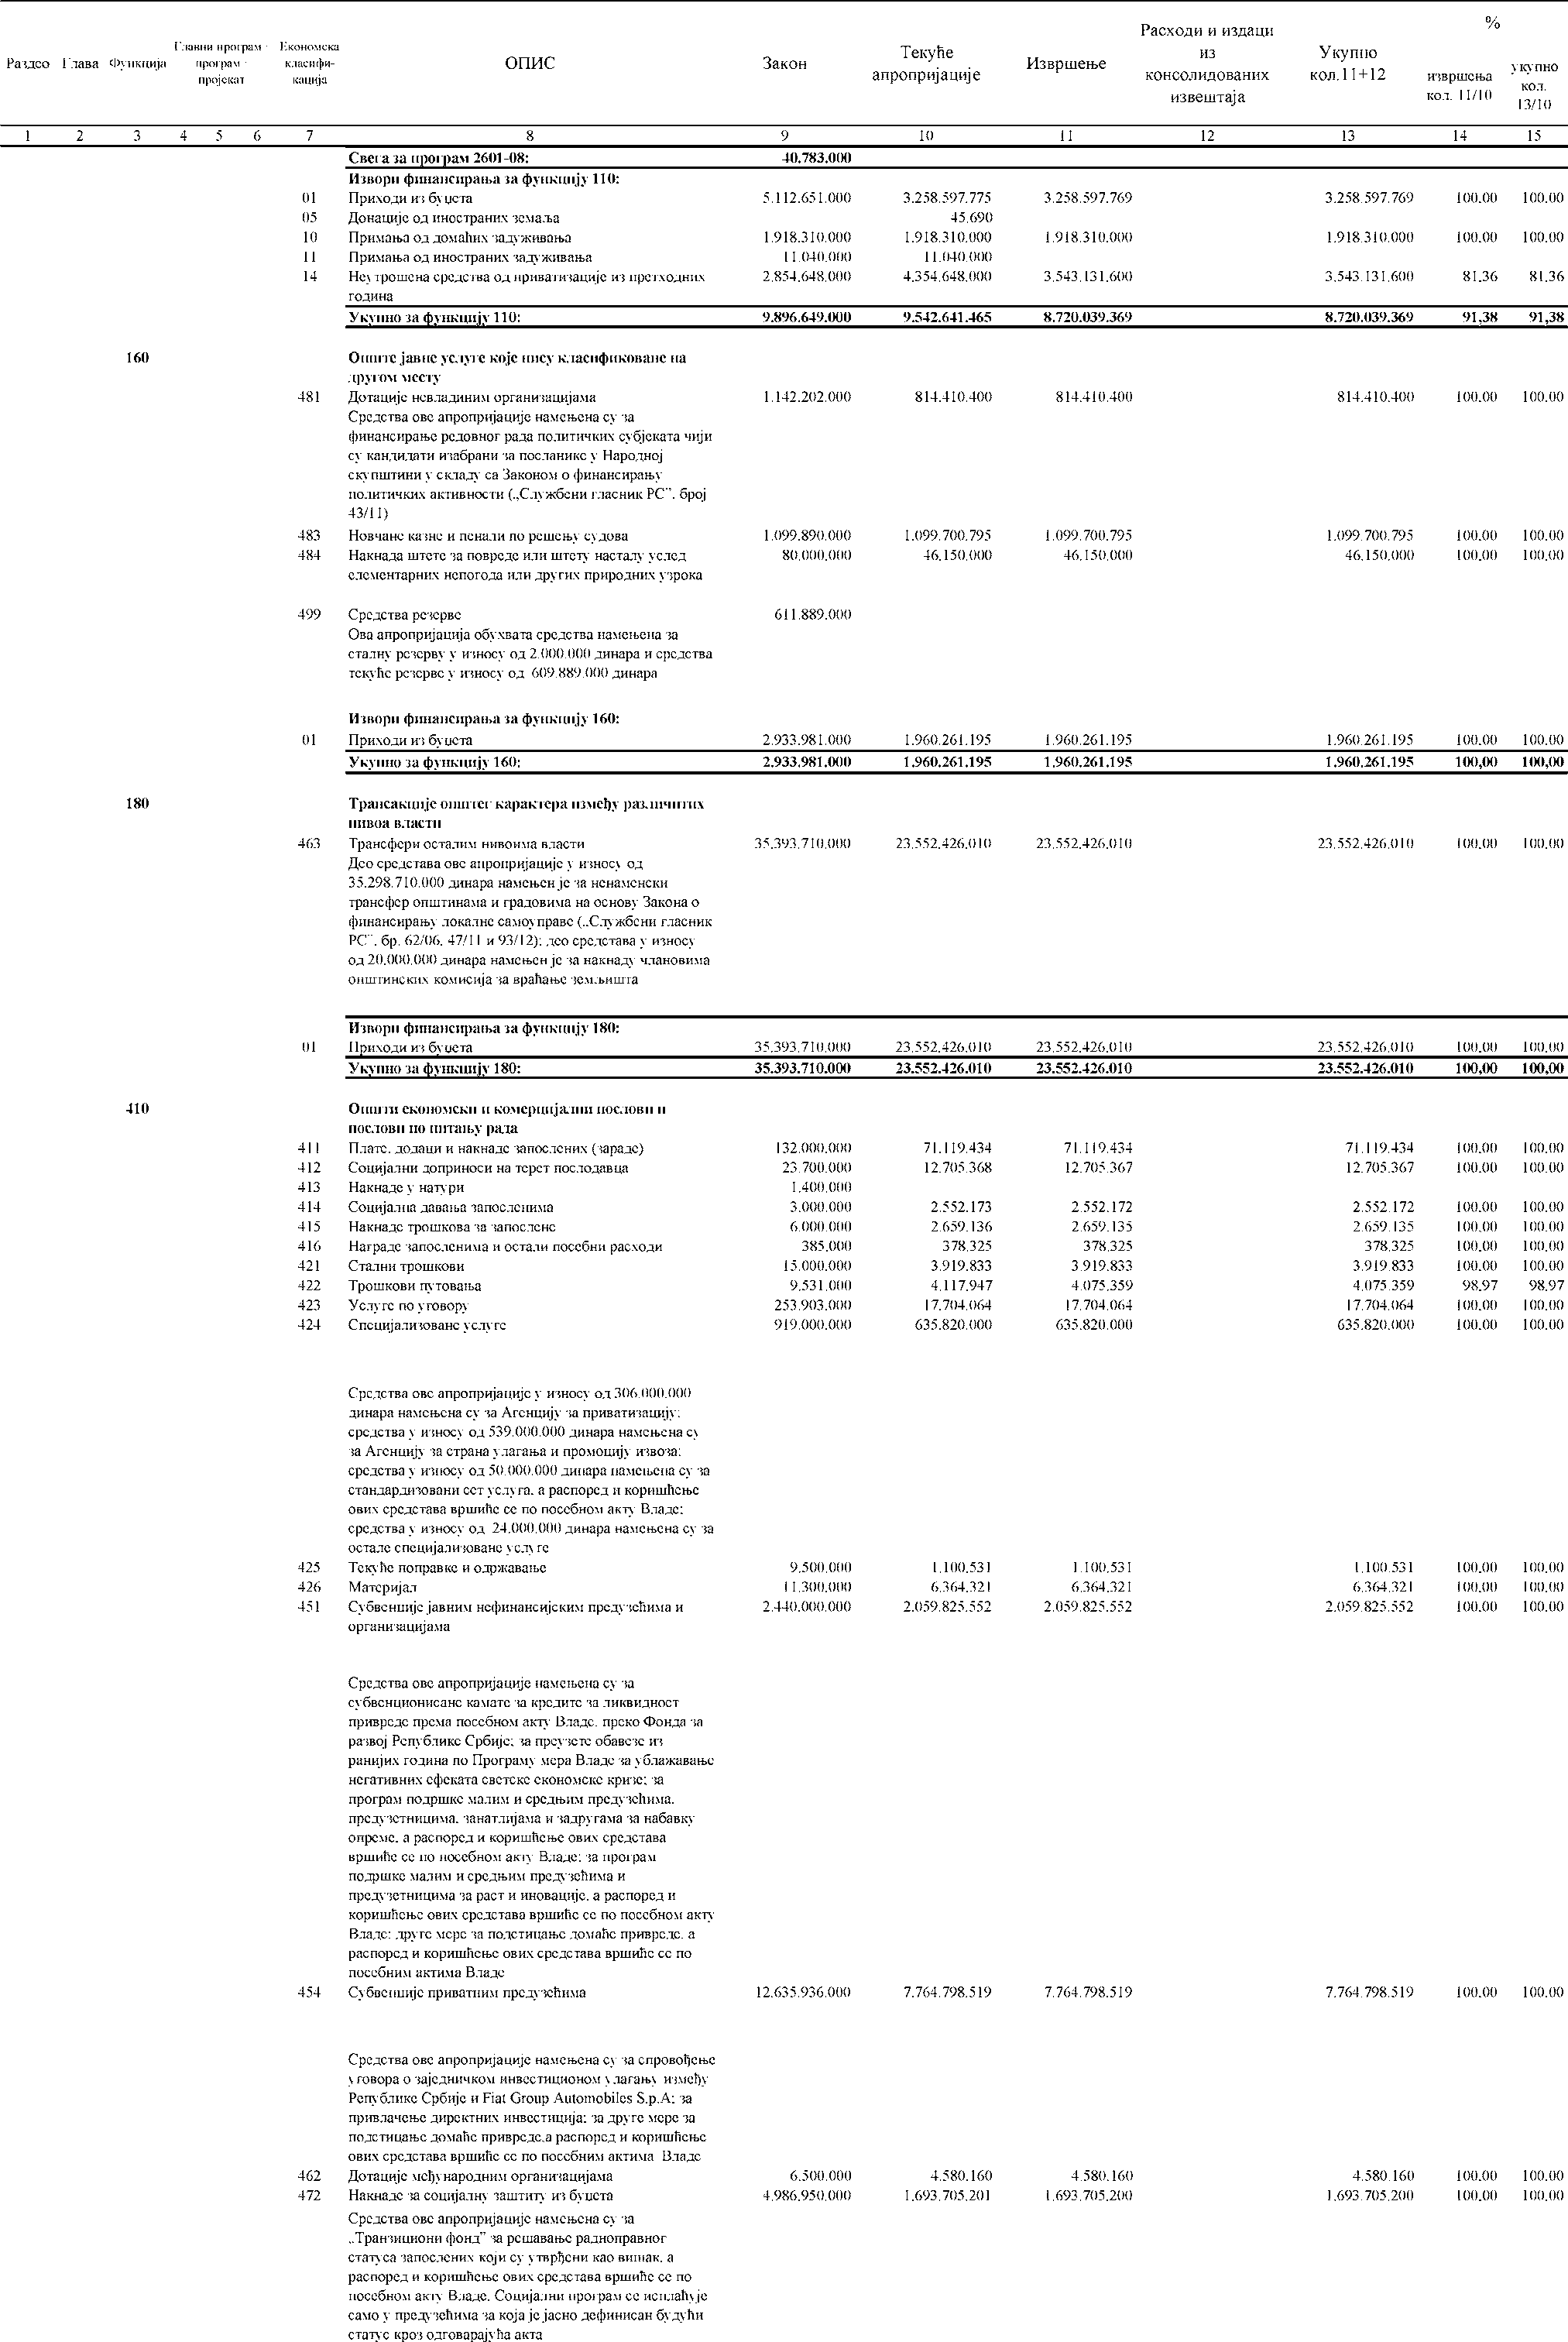 Раздео Глава Функција Главни програм - програм - пројекат Економска класифи-кација ОПИС Закон Текуће апропријације Извршење Расходи и издаци из консолидованих извештаја Укупно кол.11+12 % извршења кол. 11/10 укупно кол. 13/10
1 2 3 4 5 6 7 8 9 10 11 12 13 14 15
Свега за програм 2601-08: 40.783.000
Извори финансирања за функцију 110:
01 Приходи из буџета 5.112.651.000 3.258.597.775 3.258.597.769 3.258.597.769 100,00 100,00
05 Донације од иностраних земаља 45.690
10 Примања од домаћих задуживања 1.918.310.000 1.918.310.000 1.918.310.000 1.918.310.000 100,00 100,00
11 Примања од иностраних задуживања 11.040.000 11.040.000
14 Неутрошена средства од приватизације из претходних 2.854.648.000 4.354.648.000 3.543.131.600 3.543.131.600 81,36 81,36
година
Укупно за функцију 110: 9.896.649.000 9.542.641.465 8.720.039.369 8.720.039.369 91,38 91,38
160 Опште јавне услуге које нису класификоване на
другом месту
481 Дотације невладиним организацијама 1.142.202.000 814.410.400 814.410.400 814.410.400 100,00 100,00
Средства ове апропријације намењена су за
финансирање редовног рада политичких субјеката чији
су кандидати изабрани за посланике у Народној
скупштини у складу са Законом о финансирању
политичких активности („Службени гласник РС”, број
43/11)
483 Новчане казне и пенали по решењу судова 1.099.890.000 1.099.700.795 1.099.700.795 1.099.700.795 100,00 100,00
484 Накнада штете за повреде или штету насталу услед 80.000.000 46.150.000 46.150.000 46.150.000 100,00 100,00
елементарних непогода или других природних узрока
499 Средства резерве 611.889.000
Ова апропријација обухвата средства намењена за
сталну резерву у износу од 2.000.000 динара и средства
текуће резерве у износу од 609.889.000 динара
Извори финансирања за функцију 160:
01 Приходи из буџета 2.933.981.000 1.960.261.195 1.960.261.195 1.960.261.195 100,00 100,00
Укупно за функцију 160: 2.933.981.000 1.960.261.195 1.960.261.195 1.960.261.195 100,00 100,00
180 Трансакције општег карактера између различитих
нивоа власти
463 Трансфери осталим нивоима власти 35.393.710.000 23.552.426.010 23.552.426.010 23.552.426.010 100,00 100,00
Део средстава ове апропријације у износу од
35.298.710.000 динара намењен је за ненаменски
трансфер општинама и градовима на основу Закона о
финансирању локалне самоуправе („Службени гласник
РС”, бр. 62/06, 47/11 и 93/12); део средстава у износу
од 20.000.000 динара намењен је за накнаду члановима
општинских комисија за враћање земљишта
Извори финансирања за функцију 180:
01 Приходи из буџета 35.393.710.000 23.552.426.010 23.552.426.010 23.552.426.010 100,00 100,00
Укупно за функцију 180: 35.393.710.000 23.552.426.010 23.552.426.010 23.552.426.010 100,00 100,00
410 Општи економски и комерцијални послови и
послови по питању рада
411 Плате, додаци и накнаде запослених (зараде) 132.000.000 71.119.434 71.119.434 71.119.434 100,00 100,00
412 Социјални доприноси на терет послодавца 23.700.000 12.705.368 12.705.367 12.705.367 100,00 100,00
413 Накнаде у натури 1.400.000
414 Социјална давања запосленима 3.000.000 2.552.173 2.552.172 2.552.172 100,00 100,00
415 Накнаде трошкова за запослене 6.000.000 2.659.136 2.659.135 2.659.135 100,00 100,00
416 Награде запосленима и остали посебни расходи 385.000 378.325 378.325 378.325 100,00 100,00
421 Стални трошкови 15.000.000 3.919.833 3.919.833 3.919.833 100,00 100,00
422 Трошкови путовања 9.531.000 4.117.947 4.075.359 4.075.359 98,97 98,97
423 Услуге по уговору 253.903.000 17.704.064 17.704.064 17.704.064 100,00 100,00
424 Специјализоване услуге 919.000.000 635.820.000 635.820.000 635.820.000 100,00 100,00
Средства ове апропријације у износу од 306.000.000
динара намењена су за Агенцију за приватизацију;
средства у износу од 539.000.000 динара намењена су
за Агенцију за страна улагања и промоцију извоза;
средства у износу од 50.000.000 динара намењена су за
стандардизовани сет услуга, а распоред и коришћење
ових средстава вршиће се по посебном акту Владе;
средства у износу од 24.000.000 динара намењена су за
остале специјализоване услуге
425 Текуће поправке и одржавање 9.500.000 1.100.531 1.100.531 1.100.531 100,00 100,00
426 Материјал 11.300.000 6.364.321 6.364.321 6.364.321 100,00 100,00
451 Субвенције јавним нефинансијским предузећима и 2.440.000.000 2.059.825.552 2.059.825.552 2.059.825.552 100,00 100,00
организацијама
Средства ове апропријације намењена су за
субвенционисане камате за кредите за ликвидност
привреде према посебном акту Владе, преко Фонда за
развој Републике Србије; за преузете обавезе из
ранијих година по Програму мера Владе за ублажавање
негативних ефеката светске економске кризе; за
програм подршке малим и средњим предузећима,
предузетницима, занатлијама и задругама за набавку
опреме, а распоред и коришћење ових средстава
вршиће се по посебном акту Владе; за програм
подршке малим и средњим предузећима и
предузетницима за раст и иновације, а распоред и
коришћење ових средстава вршиће се по посебном акту
Владе; друге мере за подстицање домаће привреде, а
распоред и коришћење ових средстава вршиће се по
посебним актима Владе
454 Субвенције приватним предузећима 12.635.936.000 7.764.798.519 7.764.798.519 7.764.798.519 100,00 100,00
Средства ове апропријације намењена су за спровођење
уговора о заједничком инвестиционом улагању између
Републике Србије и Fiat Group Automobiles S.p.A; за
привлачење директних инвестиција; за друге мере за
подстицање домаће привреде,а распоред и коришћење
ових средстава вршиће се по посебним актима Владе
462 Дотације међународним организацијама 6.500.000 4.580.160 4.580.160 4.580.160 100,00 100,00
472 Накнаде за социјалну заштиту из буџета 4.986.950.000 1.693.705.201 1.693.705.200 1.693.705.200 100,00 100,00
Средства ове апропријације намењена су за
„Транзициони фонд” за решавање радноправног
статуса запослених који су утврђени као вишак, а
распоред и коришћење ових средстава вршиће се по
посебном акту Владе. Социјални програм се исплаћује
само у предузећима за која је јасно дефинисан будући
статус кроз одговарајућа акта